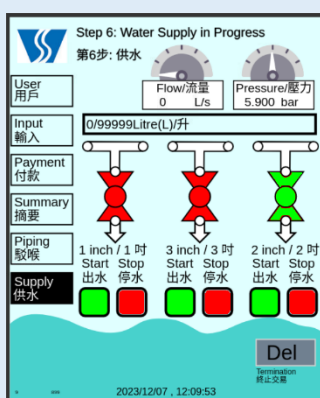 Step 6: Water Supply in Progress
第6步: 供水
Flow/流量
0 L/s
Pressure/壓力
5.900 bar
User
用戶
Input
輸入
Payment
付款
Summary
摘要
Piping
駁喉
Supply
供水
0/99999Litre(L)/升
1 inch / 1 吋
Start Stop
出水 停水
3 inch / 3 吋
Start Stop
出水 停水
2 inch / 2 吋
Start Stop
出水 停水
Del
Termination
終止交易
2023/12/07 , 12:09:53